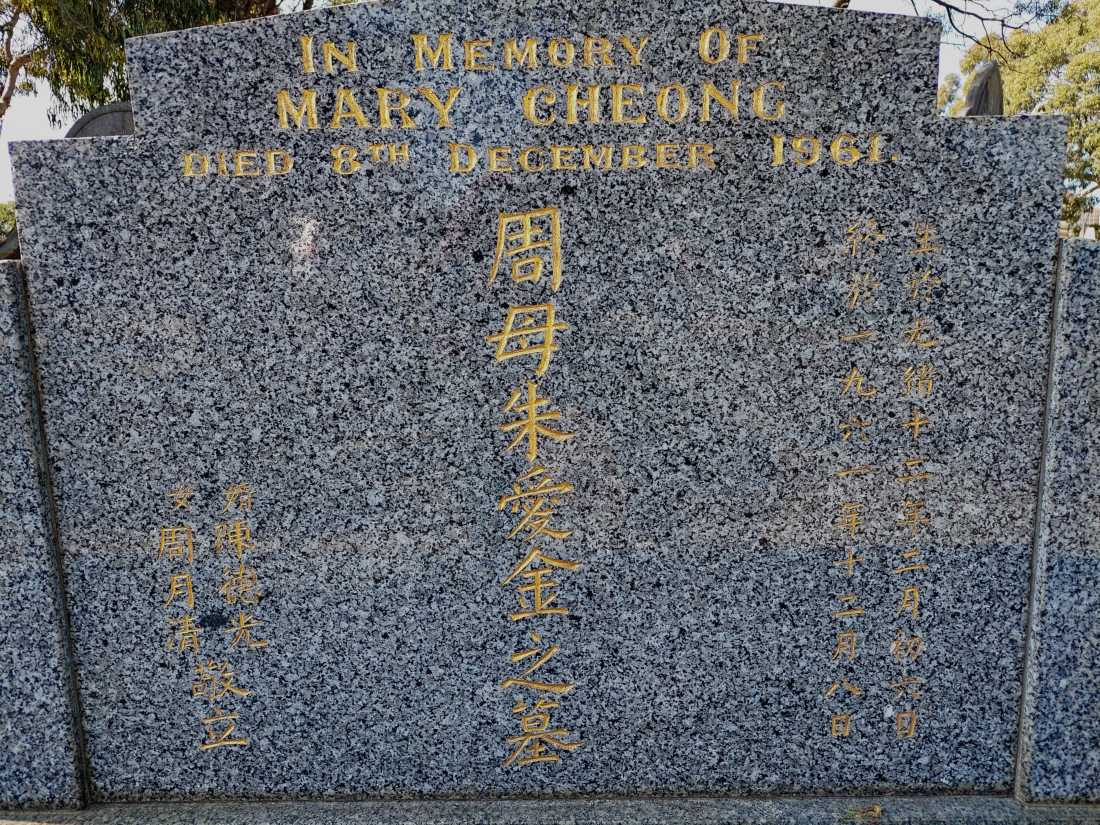 IN MEMORY OF
MARY CHEONG
DIED 8TH DECEMBER 1961.
生於光緒十三年二月初六日
終於一九六一年十二月八日
周母朱愛金之墓
婿陳德光
女周月清
敬立